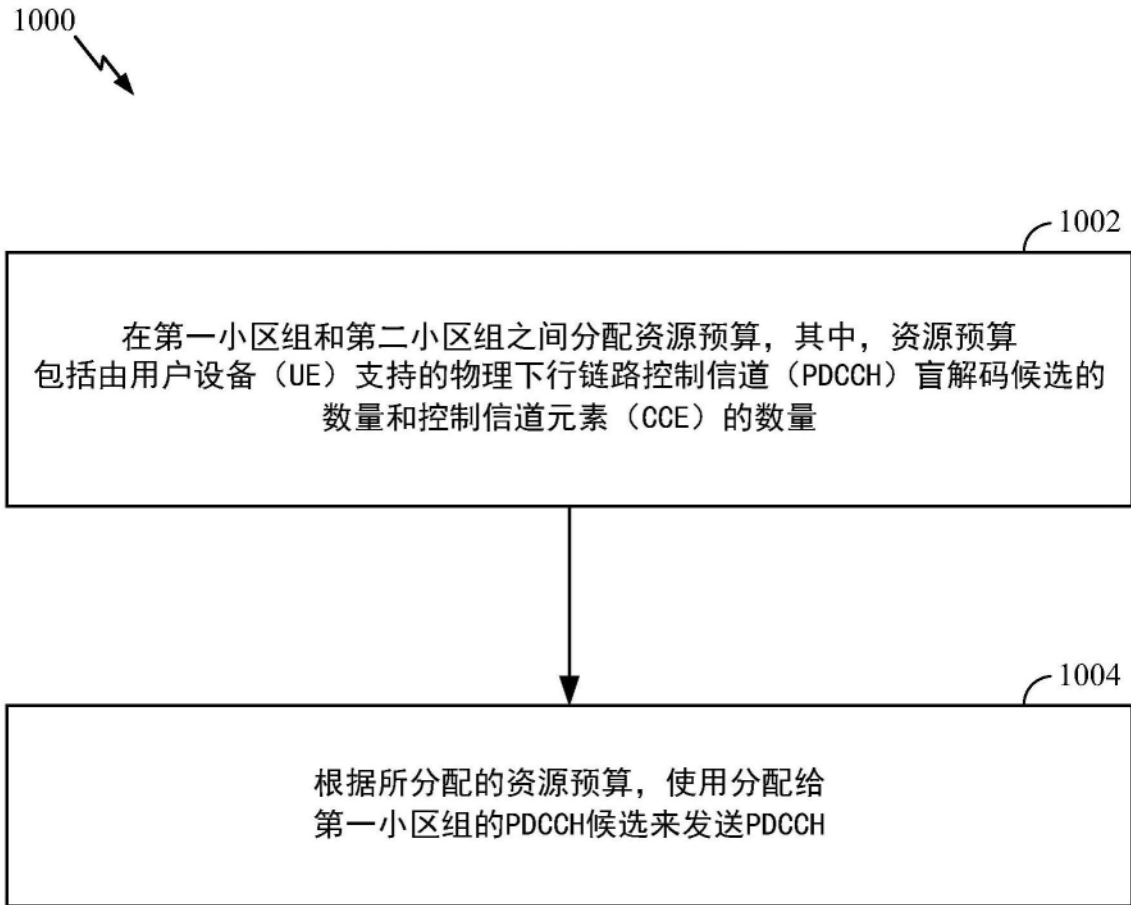 1000
1002
在第一小区组和第二小区组之间分配资源预算，其中，资源预算
包括由用户设备（UE）支持的物理下行链路控制信道（PDCCH）盲解码候选的
数量和控制信道元素（CCE）的数量
1004
根据所分配的资源预算，使用分配给
第一小区组的PDCCH候选来发送PDCCH